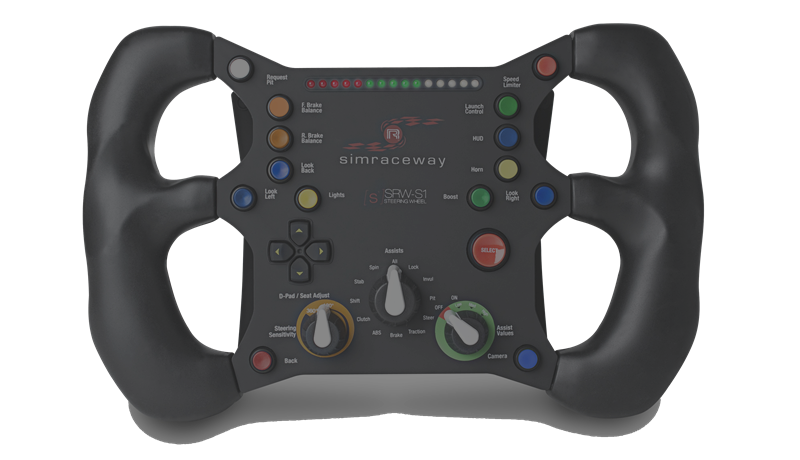 Request
Pit
Speed
Limiter
F. Brake
Balance
Launch
Control
R. Brake
Balance
HUD
R
simraceway
Look
Back
Horn
Look
Left
Lights
S SRW-S1
STEERING WHEEL
Boost
Look
Right
SELECT
Assists
All
Spin
Lock
Stab
Shift
Clutch
ABS
Brake
Traction
Pit
ON
OFF
D-Pad / Seat Adjust
Steering
Sensitivity
Assist
Values
Back
Camera